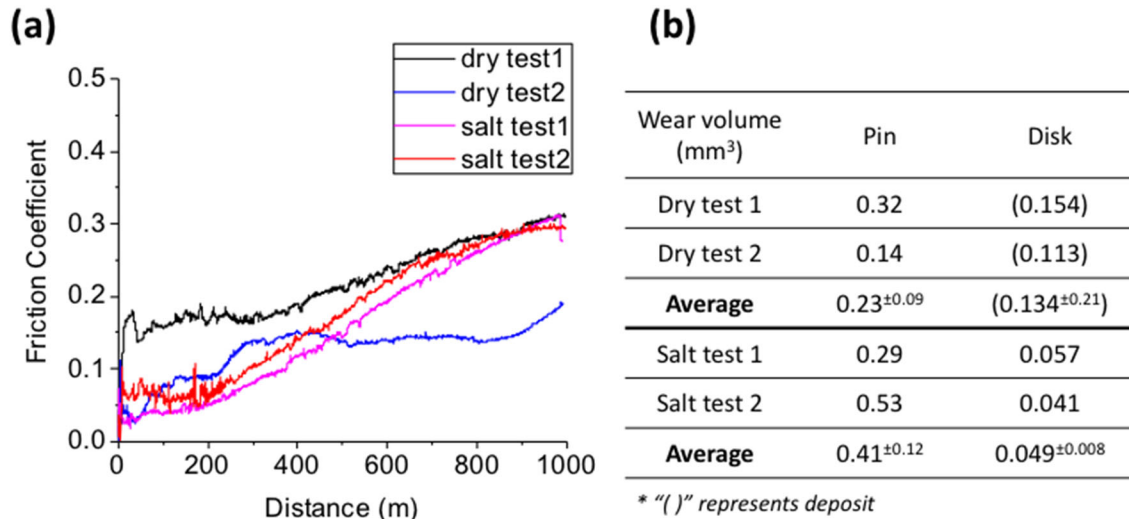 (a)
dry test1
dry test2
salt test1
salt test2
0.5
0.4
0.3
0.2
0.1
0.0
Friction Coefficient
0 200 400 600 800 1000
Distance (m)
(b)
Wear volume (mm³) Pin Disk
Dry test 1 0.32 (0.154)
Dry test 2 0.14 (0.113)
Average 0.23±0.09 (0.134±0.21)
Salt test 1 0.29 0.057
Salt test 2 0.53 0.041
Average 0.41±0.12 0.049±0.008
* "( )" represents deposit